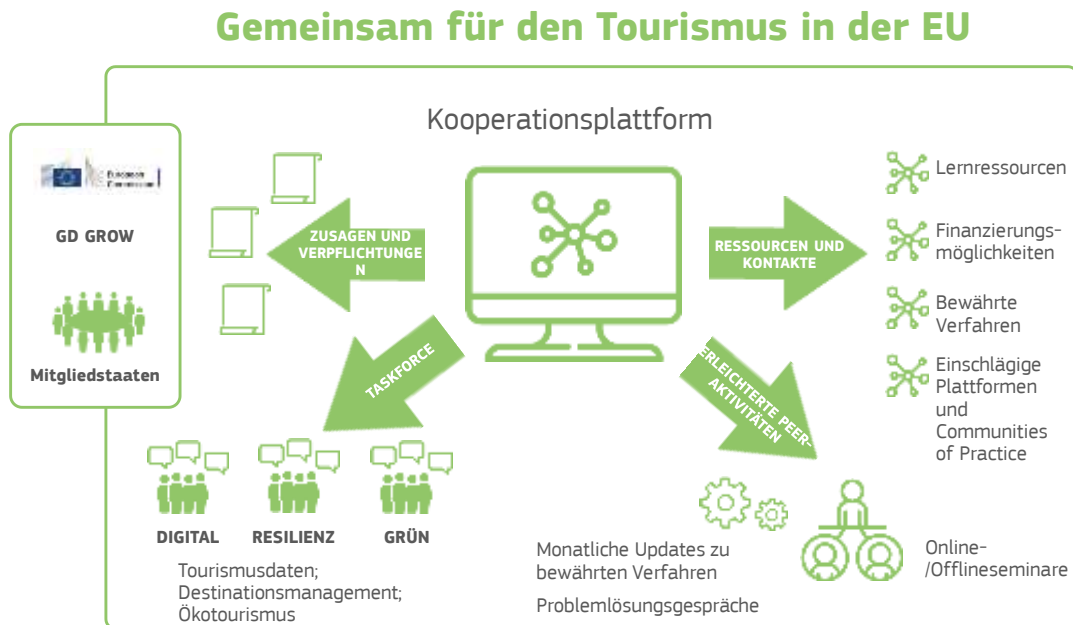 Gemeinsam für den Tourismus in der EU
Kooperationsplattform
European
Commission
GD GROW
Mitgliedstaaten
ZUSAGEN UND
VERPFLICHTUNGE
N
RESSOURCEN UND
KONTAKTE
Lernressourcen
Finanzierungs-
möglichkeiten
Bewährte
Verfahren
Einschlägige
Plattformen
und
Communities
of Practice
TASKFORCE
ERLEICHTERTE PEER-
AKTIVITÄTEN
DIGITAL
RESILIENZ
GRÜN
Tourismusdaten;
Destinationsmanagement;
Ökotourismus
Monatliche Updates zu
bewährten Verfahren
Problemlösungsgespräche
Online-
/Offlineseminare